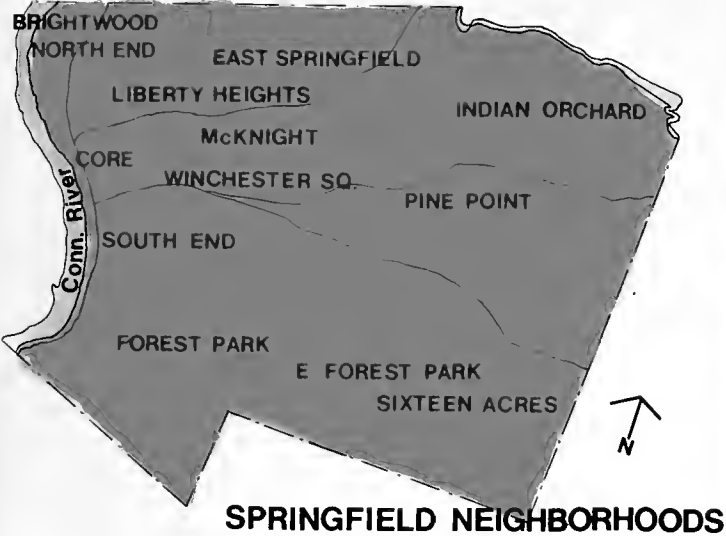 BRIGHTWOOD
NORTH END
EAST SPRINGFIELD
LIBERTY HEIGHTS
INDIAN ORCHARD
McKNIGHT
CORE
WINCHESTER SQ.
PINE POINT
Conn. River
SOUTH END
FOREST PARK
E FOREST PARK
SIXTEEN ACRES
N
SPRINGFIELD NEIGHBORHOODS